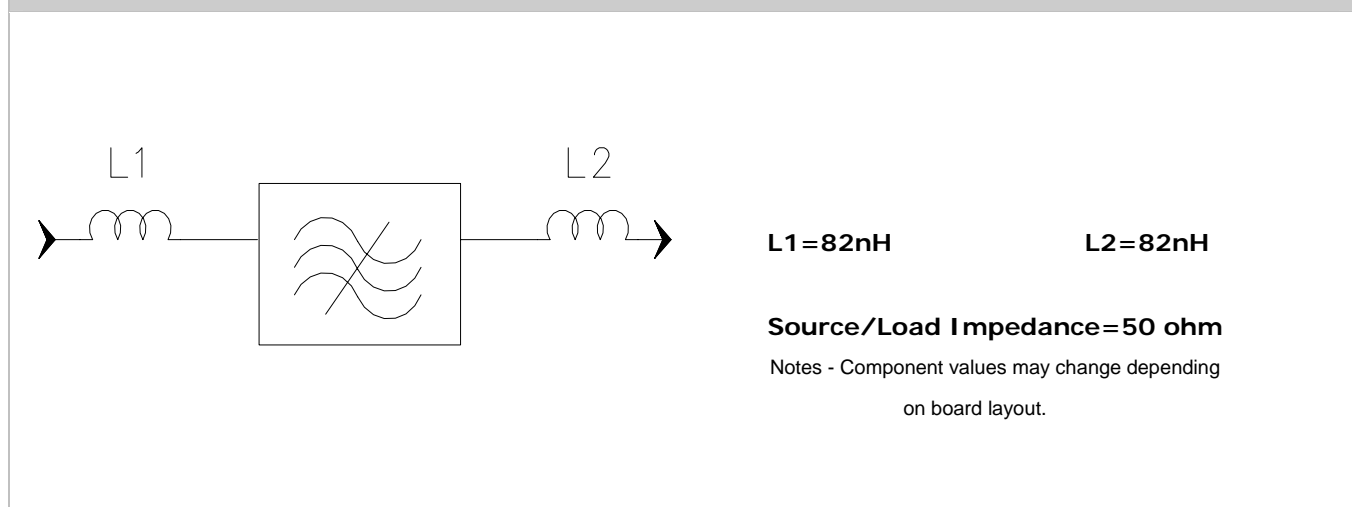 L1
L2
L1=82nH
L2=82nH
Source/Load Impedance=50 ohm
Notes - Component values may change depending
on board layout.